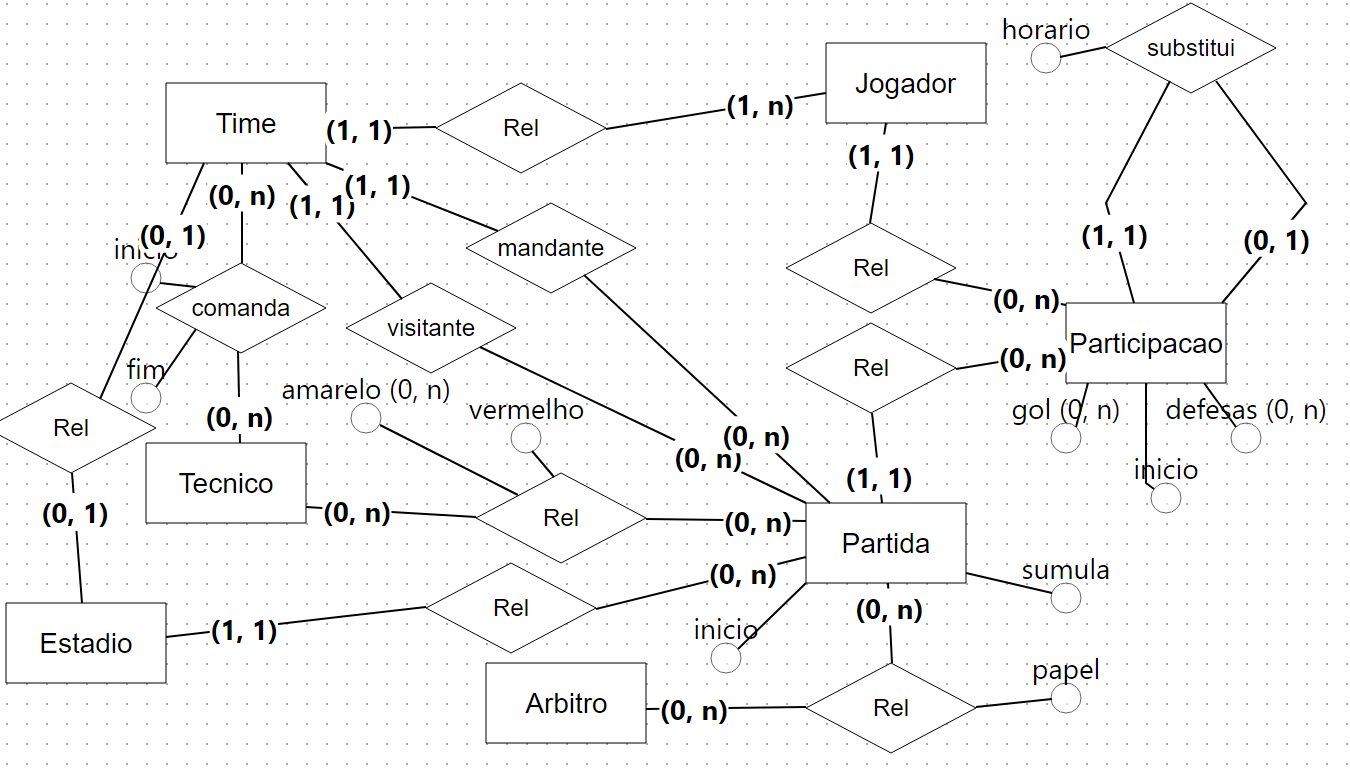 horario
substitui
Jogador
(1, n)
Time
(1, 1)
Rel
(1, 1)
(1, 1)
(0, n)
(1, 1)
(0, 1)
(1, 1)
(0, 1)
inicio
mandante
Rel
(0, n)
comanda
visitante
Participacao
(0, n)
Rel
fim
amarelo (0, n)
vermelho
gol (0, n)
defesas (0, n)
(0, n)
Rel
(0, n)
(0, n)
inicio
Tecnico
(1, 1)
(0, 1)
(0, n)
Rel
(0, n)
Partida
(0, n)
sumula
Rel
(0, n)
Estadio
(1, 1)
inicio
papel
Arbitro
(0, n)
Rel